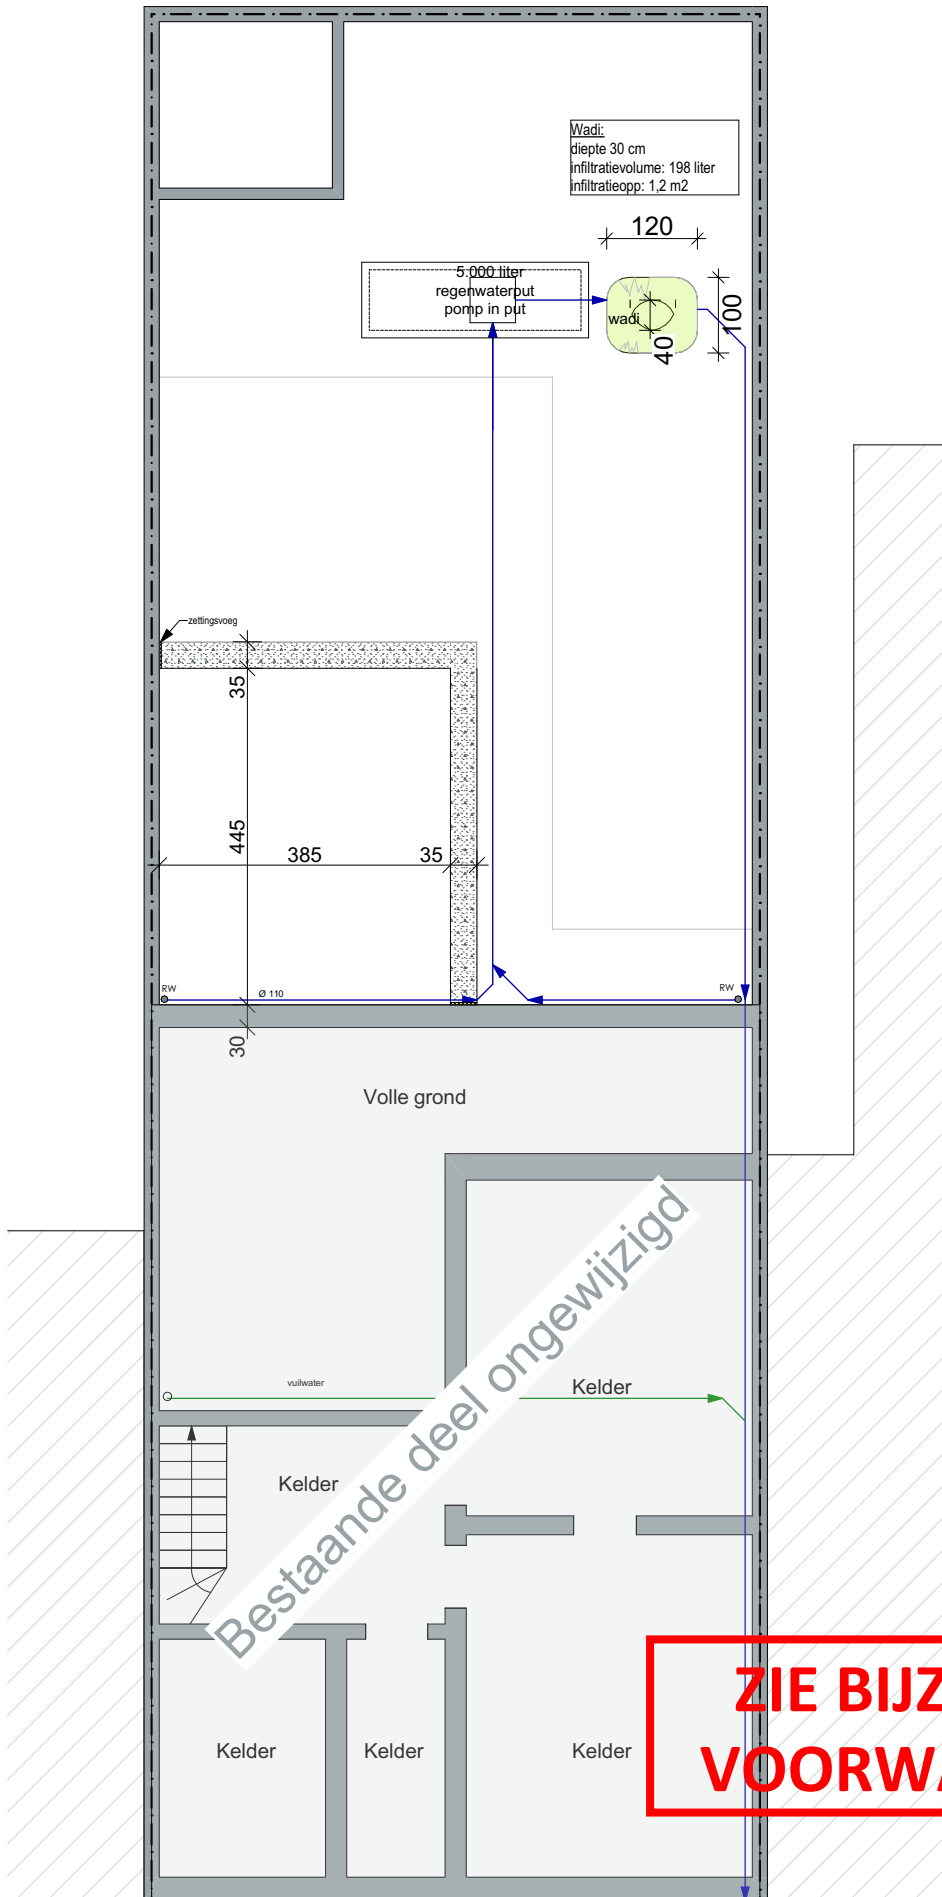 Wadi:
diepte 30 cm
infiltratievolume: 198 liter
infiltratieopp: 1,2 m2
120
5.000 liter
regenwaterput
pomp in put
wadi
40
100
zettingsvoeg
35
445
385
35
RW
Ø 110
RW
30
Volle grond
Bestaande deel ongewijzigd
vuilwater
Kelder
Kelder
Kelder
Kelder
Kelder
ZIE BIJZ
VOORWA